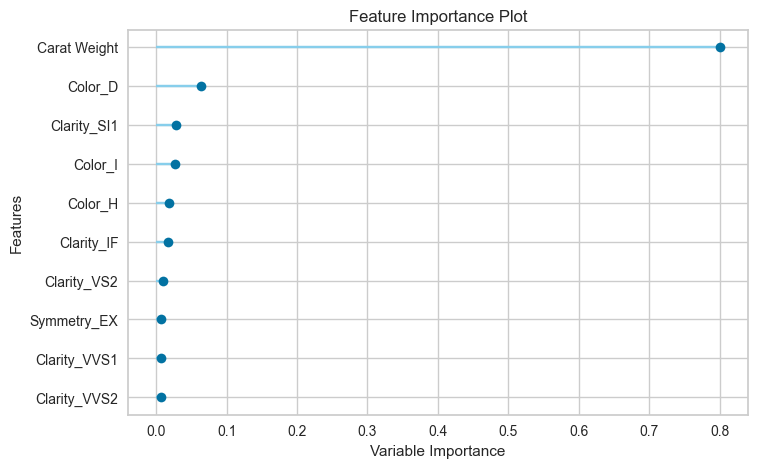 Feature Importance Plot
Carat Weight
Color_D
Clarity_SI1
Color_I
Color_H
Clarity_IF
Clarity_VS2
Symmetry_EX
Clarity_VVS1
Clarity_VVS2
Features
0.0 0.1 0.2 0.3 0.4 0.5 0.6 0.7 0.8
Variable Importance